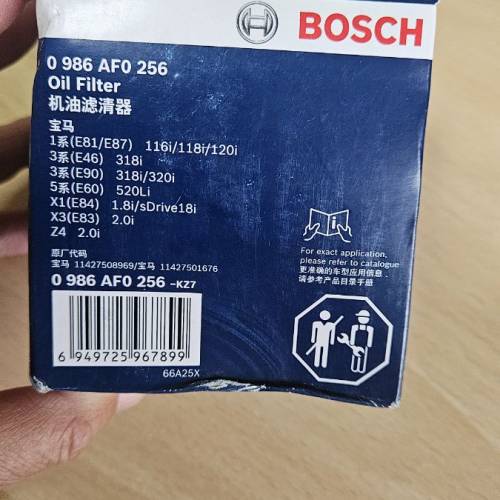 BOSCH
0 986 AF0 256
Oil Filter
机油滤清器
宝马
1系(E81/E87) 116i/118i/120i
3系(E46) 318i
3系(E90) 318i/320i
5系(E60) 520Li
X1(E84) 1.8i/sDrive18i
X3(E83) 2.0i
Z4 2.0i
原厂代码
宝马 11427508969/宝马 11427501676
0 986 AF0 256 -KZ7
6 949725 967899
66A25X
For exact application,
please refer to catalogue
更准确的车型应用信息,
请参考产品目录手册